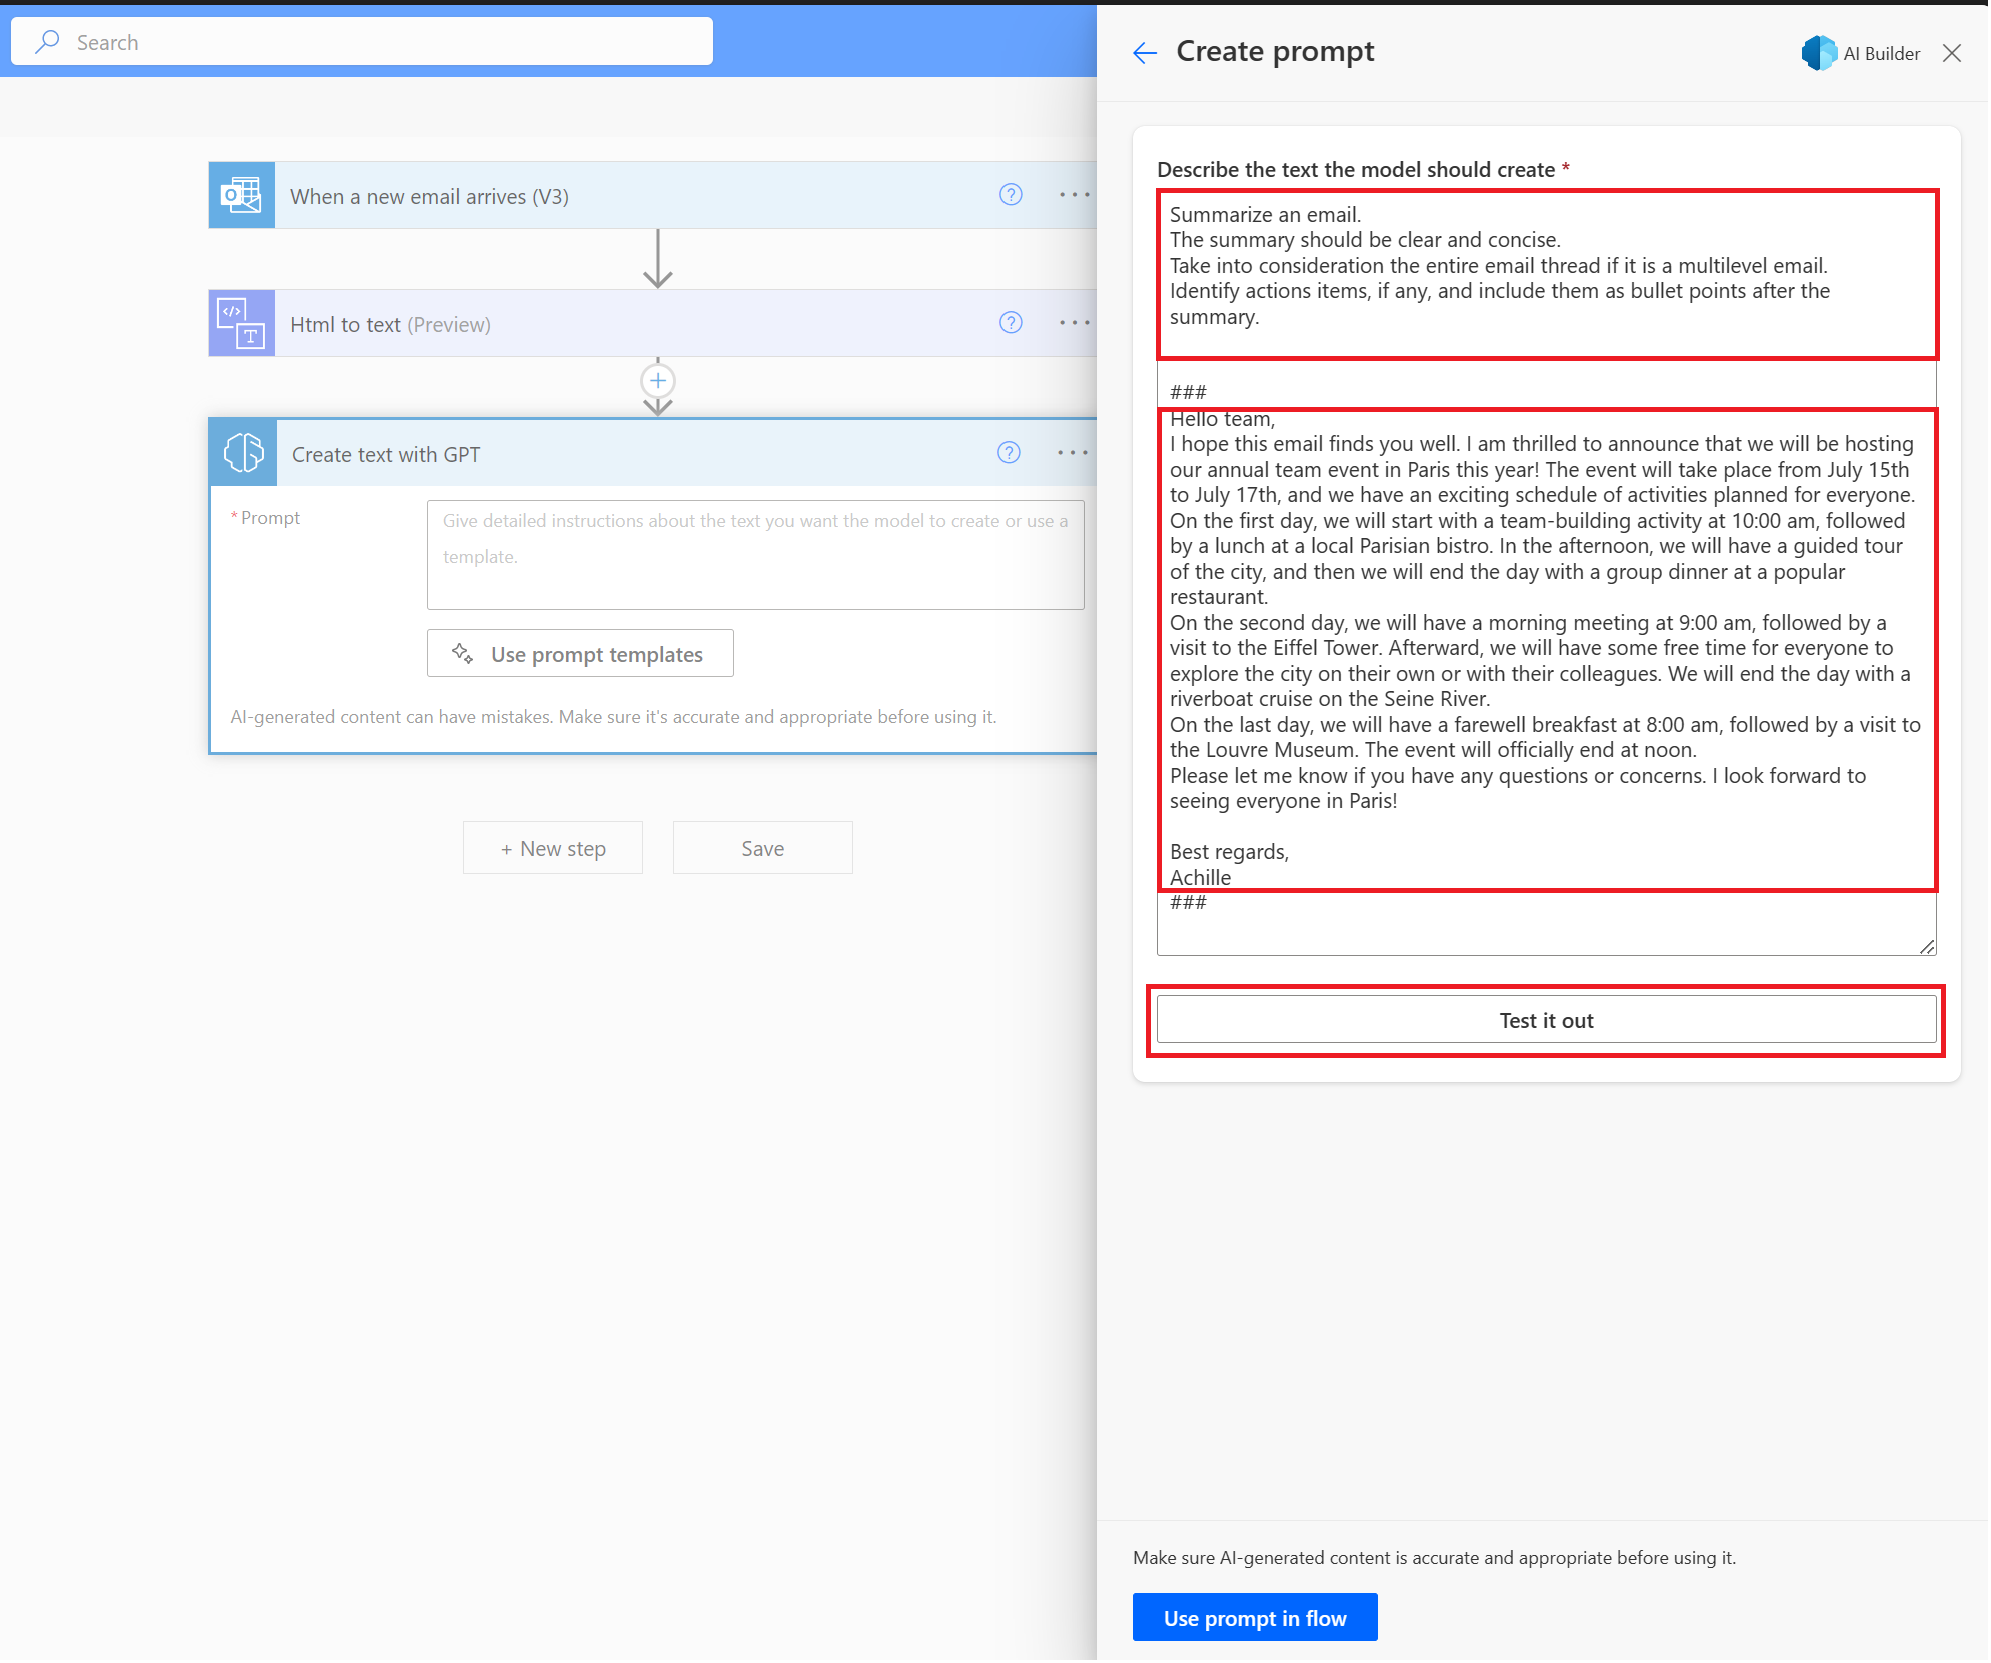 Search
When a new email arrives (V3)
Html to text (Preview)
Create text with GPT
* Prompt
Give detailed instructions about the text you want the model to create or use a
template.
Use prompt templates
AI-generated content can have mistakes. Make sure it's accurate and appropriate before using it.
+ New step
Save
Create prompt
AI Builder
Describe the text the model should create *
Summarize an email.
The summary should be clear and concise.
Take into consideration the entire email thread if it is a multilevel email.
Identify actions items, if any, and include them as bullet points after the
summary.
###
Hello team,
I hope this email finds you well. I am thrilled to announce that we will be hosting
our annual team event in Paris this year! The event will take place from July 15th
to July 17th, and we have an exciting schedule of activities planned for everyone.
On the first day, we will start with a team-building activity at 10:00 am, followed
by a lunch at a local Parisian bistro. In the afternoon, we will have a guided tour
of the city, and then we will end the day with a group dinner at a popular
restaurant.
On the second day, we will have a morning meeting at 9:00 am, followed by a
visit to the Eiffel Tower. Afterward, we will have some free time for everyone to
explore the city on their own or with their colleagues. We will end the day with a
riverboat cruise on the Seine River.
On the last day, we will have a farewell breakfast at 8:00 am, followed by a visit to
the Louvre Museum. The event will officially end at noon.
Please let me know if you have any questions or concerns. I look forward to
seeing everyone in Paris!
Best regards,
Achille
###
Test it out
Make sure AI-generated content is accurate and appropriate before using it.
Use prompt in flow